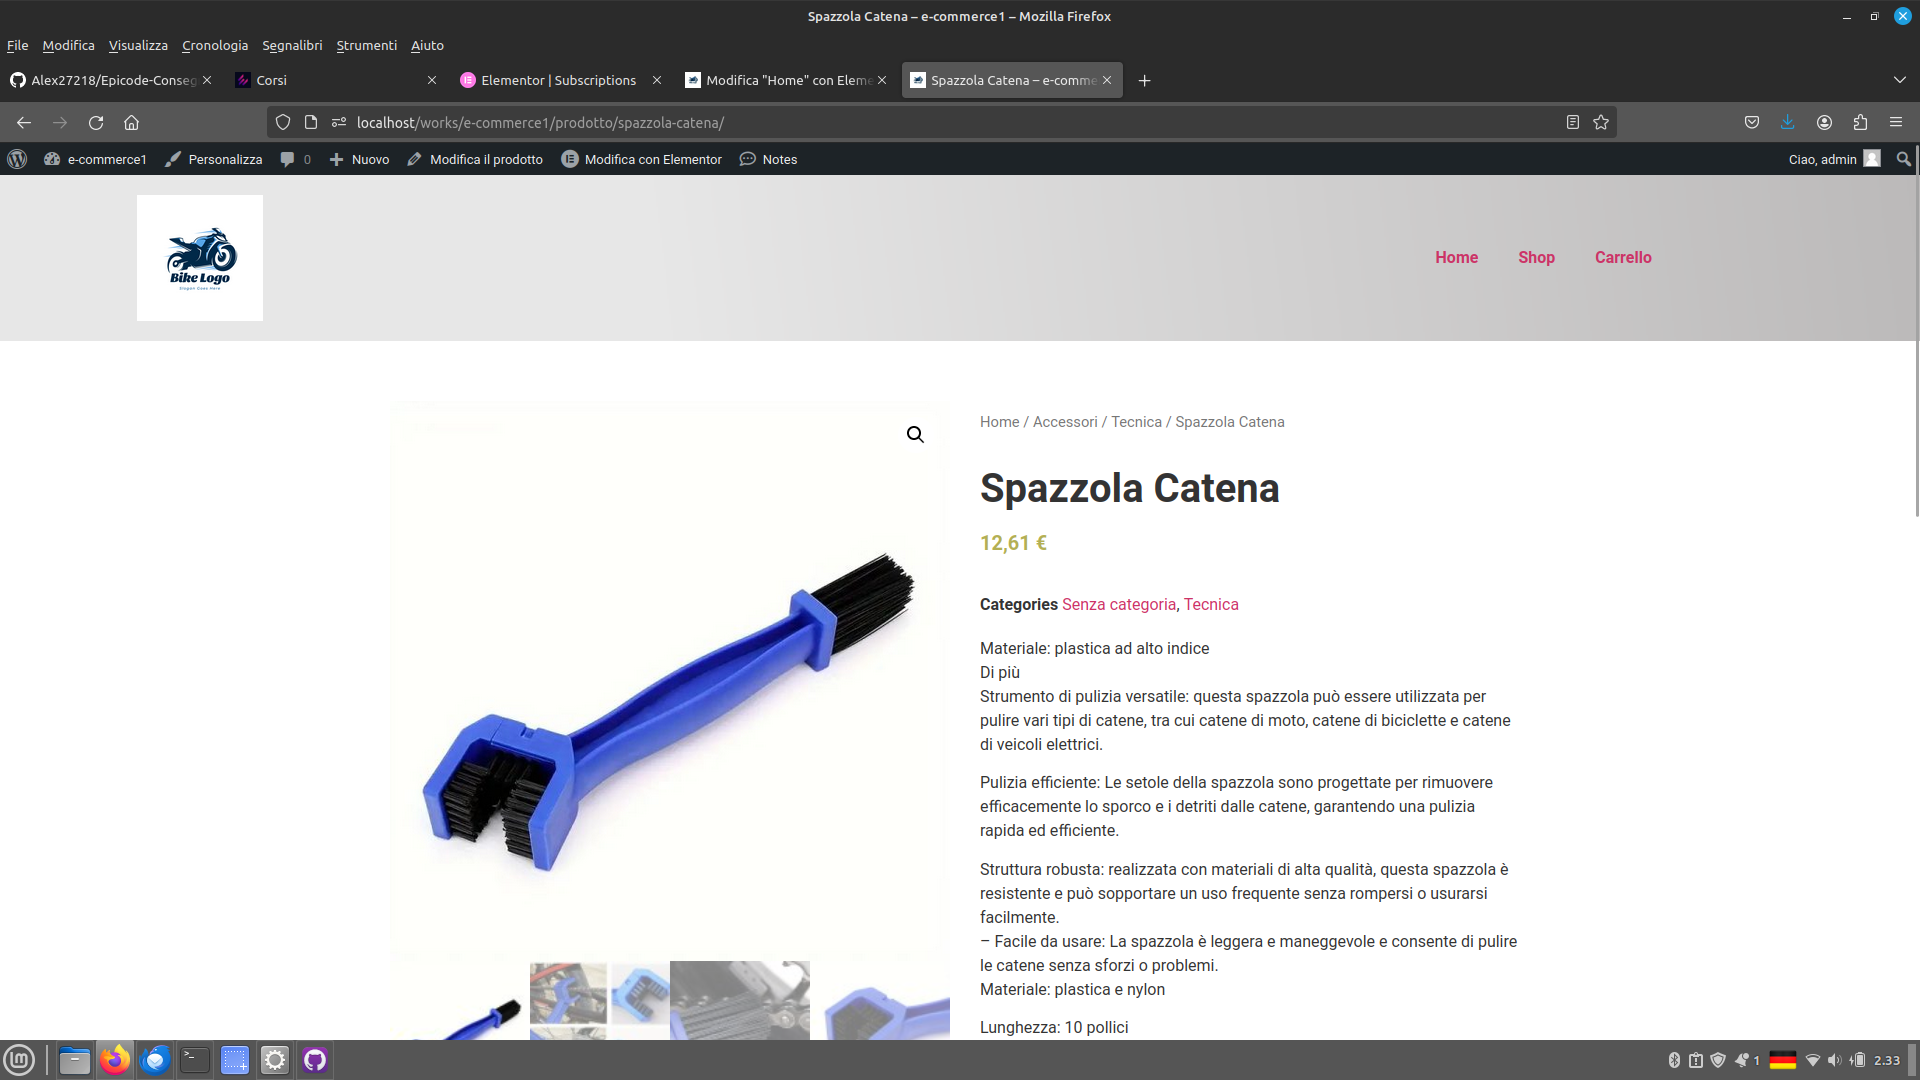 Spazzola Catena – e-commerce1 – Mozilla Firefox
File Modifica Visualizza Cronologia Segnalibri Strumenti Aiuto
Alex27218/Epicode-Conseg Corsi Elementor | Subscriptions Modifica "Home" con Eleme Spazzola Catena – e-comme
localhost/works/e-commerce1/prodotto/spazzola-catena/
e-commerce1 Personalizza 0 Nuovo Modifica il prodotto Modifica con Elementor Notes Ciao, admin
Bike Logo
Slogan Goes Here
Home Shop Carrello
Home / Accessori / Tecnica / Spazzola Catena
Spazzola Catena
12,61 €
Categories Senza categoria, Tecnica
Materiale: plastica ad alto indice
Di più
Strumento di pulizia versatile: questa spazzola può essere utilizzata per
pulire vari tipi di catene, tra cui catene di moto, catene di biciclette e catene
di veicoli elettrici.
Pulizia efficiente: Le setole della spazzola sono progettate per rimuovere
efficacemente lo sporco e i detriti dalle catene, garantendo una pulizia
rapida ed efficiente.
Struttura robusta: realizzata con materiali di alta qualità, questa spazzola è
resistente e può sopportare un uso frequente senza rompersi o usurarsi
facilmente.
– Facile da usare: La spazzola è leggera e maneggevole e consente di pulire
le catene senza sforzi o problemi.
Materiale: plastica e nylon
Lunghezza: 10 pollici
1 2.33